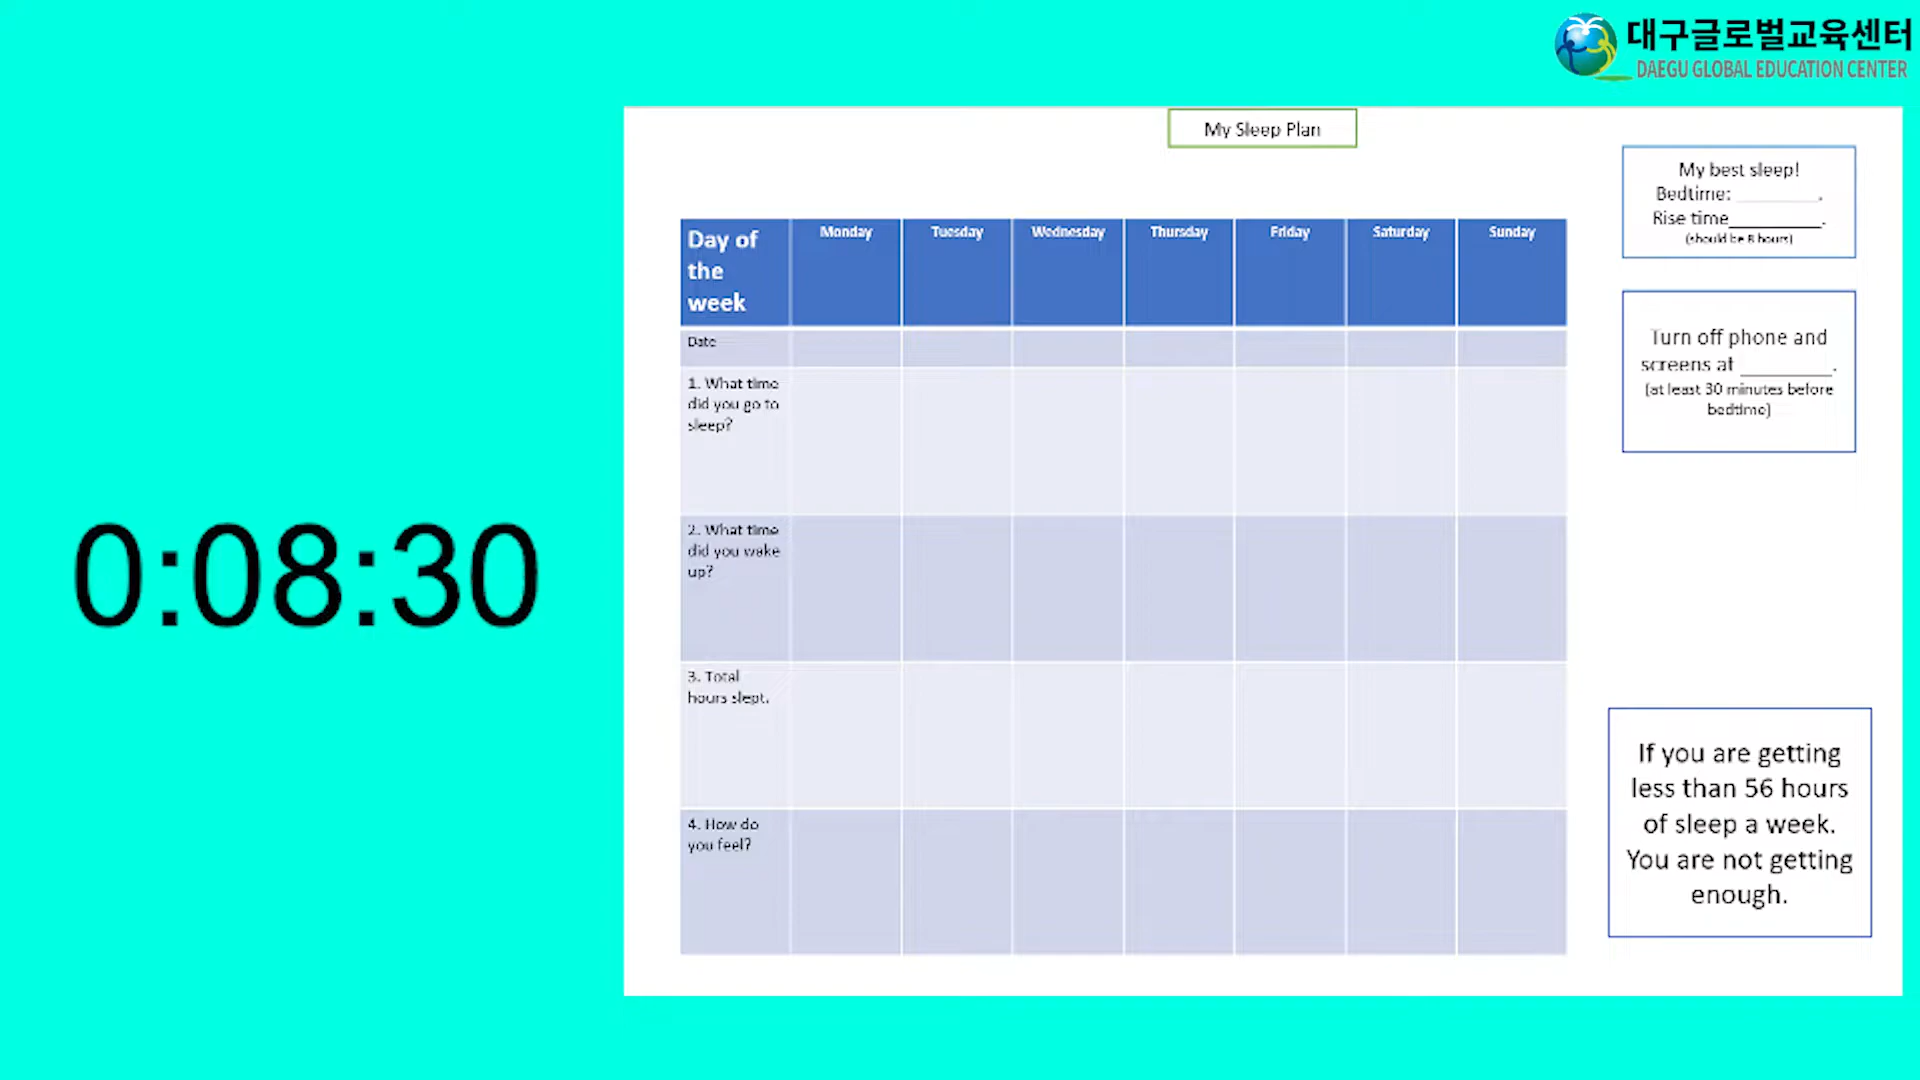 대구글로벌교육센터
DAEGU GLOBAL EDUCATION CENTER
My Sleep Plan
My best sleep!
Bedtime: ________.
Rise time_________.
(should be 8 hours)
Turn off phone and
screens at ________.
(at least 30 minutes before
bedtime)
Day of
the
week
Monday
Tuesday
Wednesday
Thursday
Friday
Saturday
Sunday
Date
1. What time
did you go to
sleep?
2. What time
did you wake
up?
3. Total
hours slept.
4. How do
you feel?
0:08:30
If you are getting
less than 56 hours
of sleep a week.
You are not getting
enough.